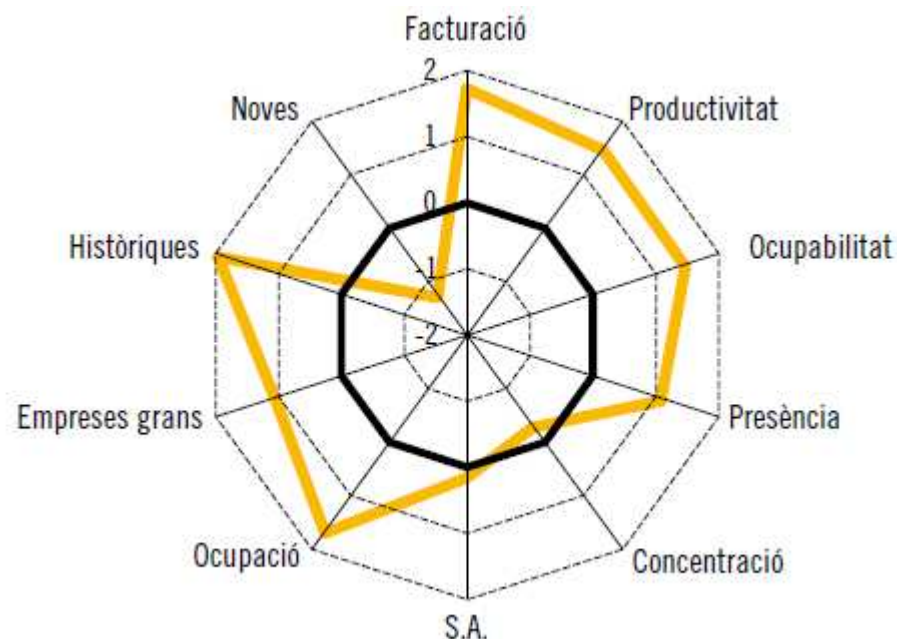 Facturació
2
Noves
Productivitat
1
0
Històriques
Ocupabilitat
-1
-2
Empreses grans
Presència
Ocupació
Concentració
S.A.